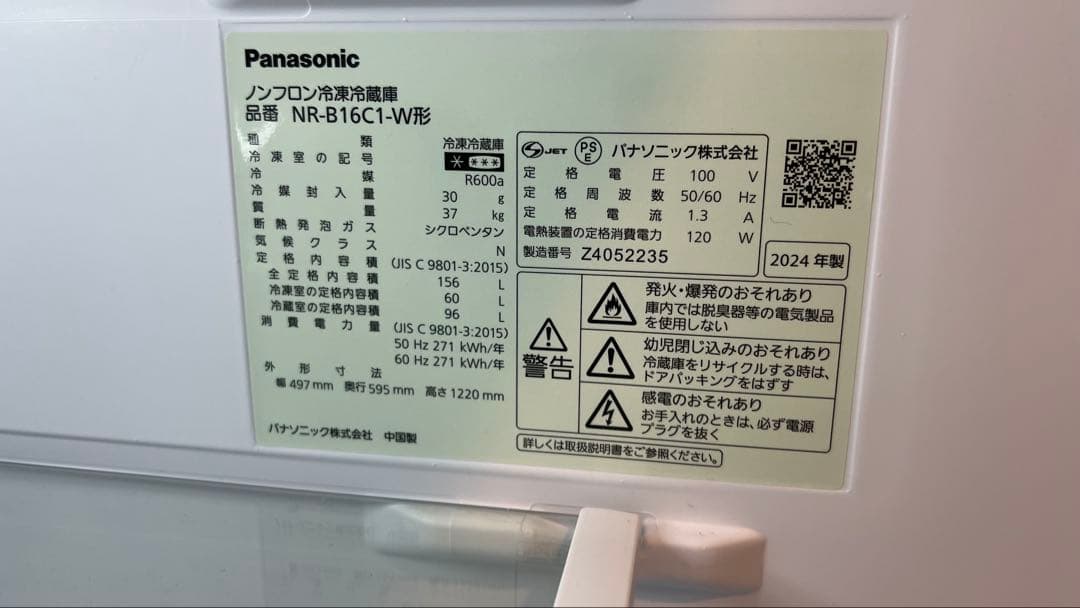 Panasonic
ノンフロン冷凍冷蔵庫
品番 NR-B16C1-W形
種類 冷凍冷蔵庫
冷凍室の記号 * ***
冷媒 R600a
冷媒封入量 30 g
質量 37 kg
断熱発泡ガス シクロペンタン
気候クラス N
定格内容積 (JIS C 9801-3:2015)
全定格内容積 156 L
冷凍室の定格内容積 60 L
冷蔵室の定格内容積 96 L
消費電力量 (JIS C 9801-3:2015)
50 Hz 271 kWh/年
60 Hz 271 kWh/年
外形寸法
幅 497 mm 奥行 595 mm 高さ 1220 mm
パナソニック株式会社 中国製
S JET PS E パナソニック株式会社
定格電圧 100 V
定格周波数 50/60 Hz
定格電流 1.3 A
電熱装置の定格消費電力 120 W
製造番号 Z4052235
2024 年製
警告
発火・爆発のおそれあり
庫内では脱臭器等の電気製品
を使用しない
幼児閉じ込みのおそれあり
冷蔵庫をリサイクルする時は、
ドアパッキングをはずす
感電のおそれあり
お手入れのときは、必ず電源
プラグを抜く
詳しくは取扱説明書をご参照ください。